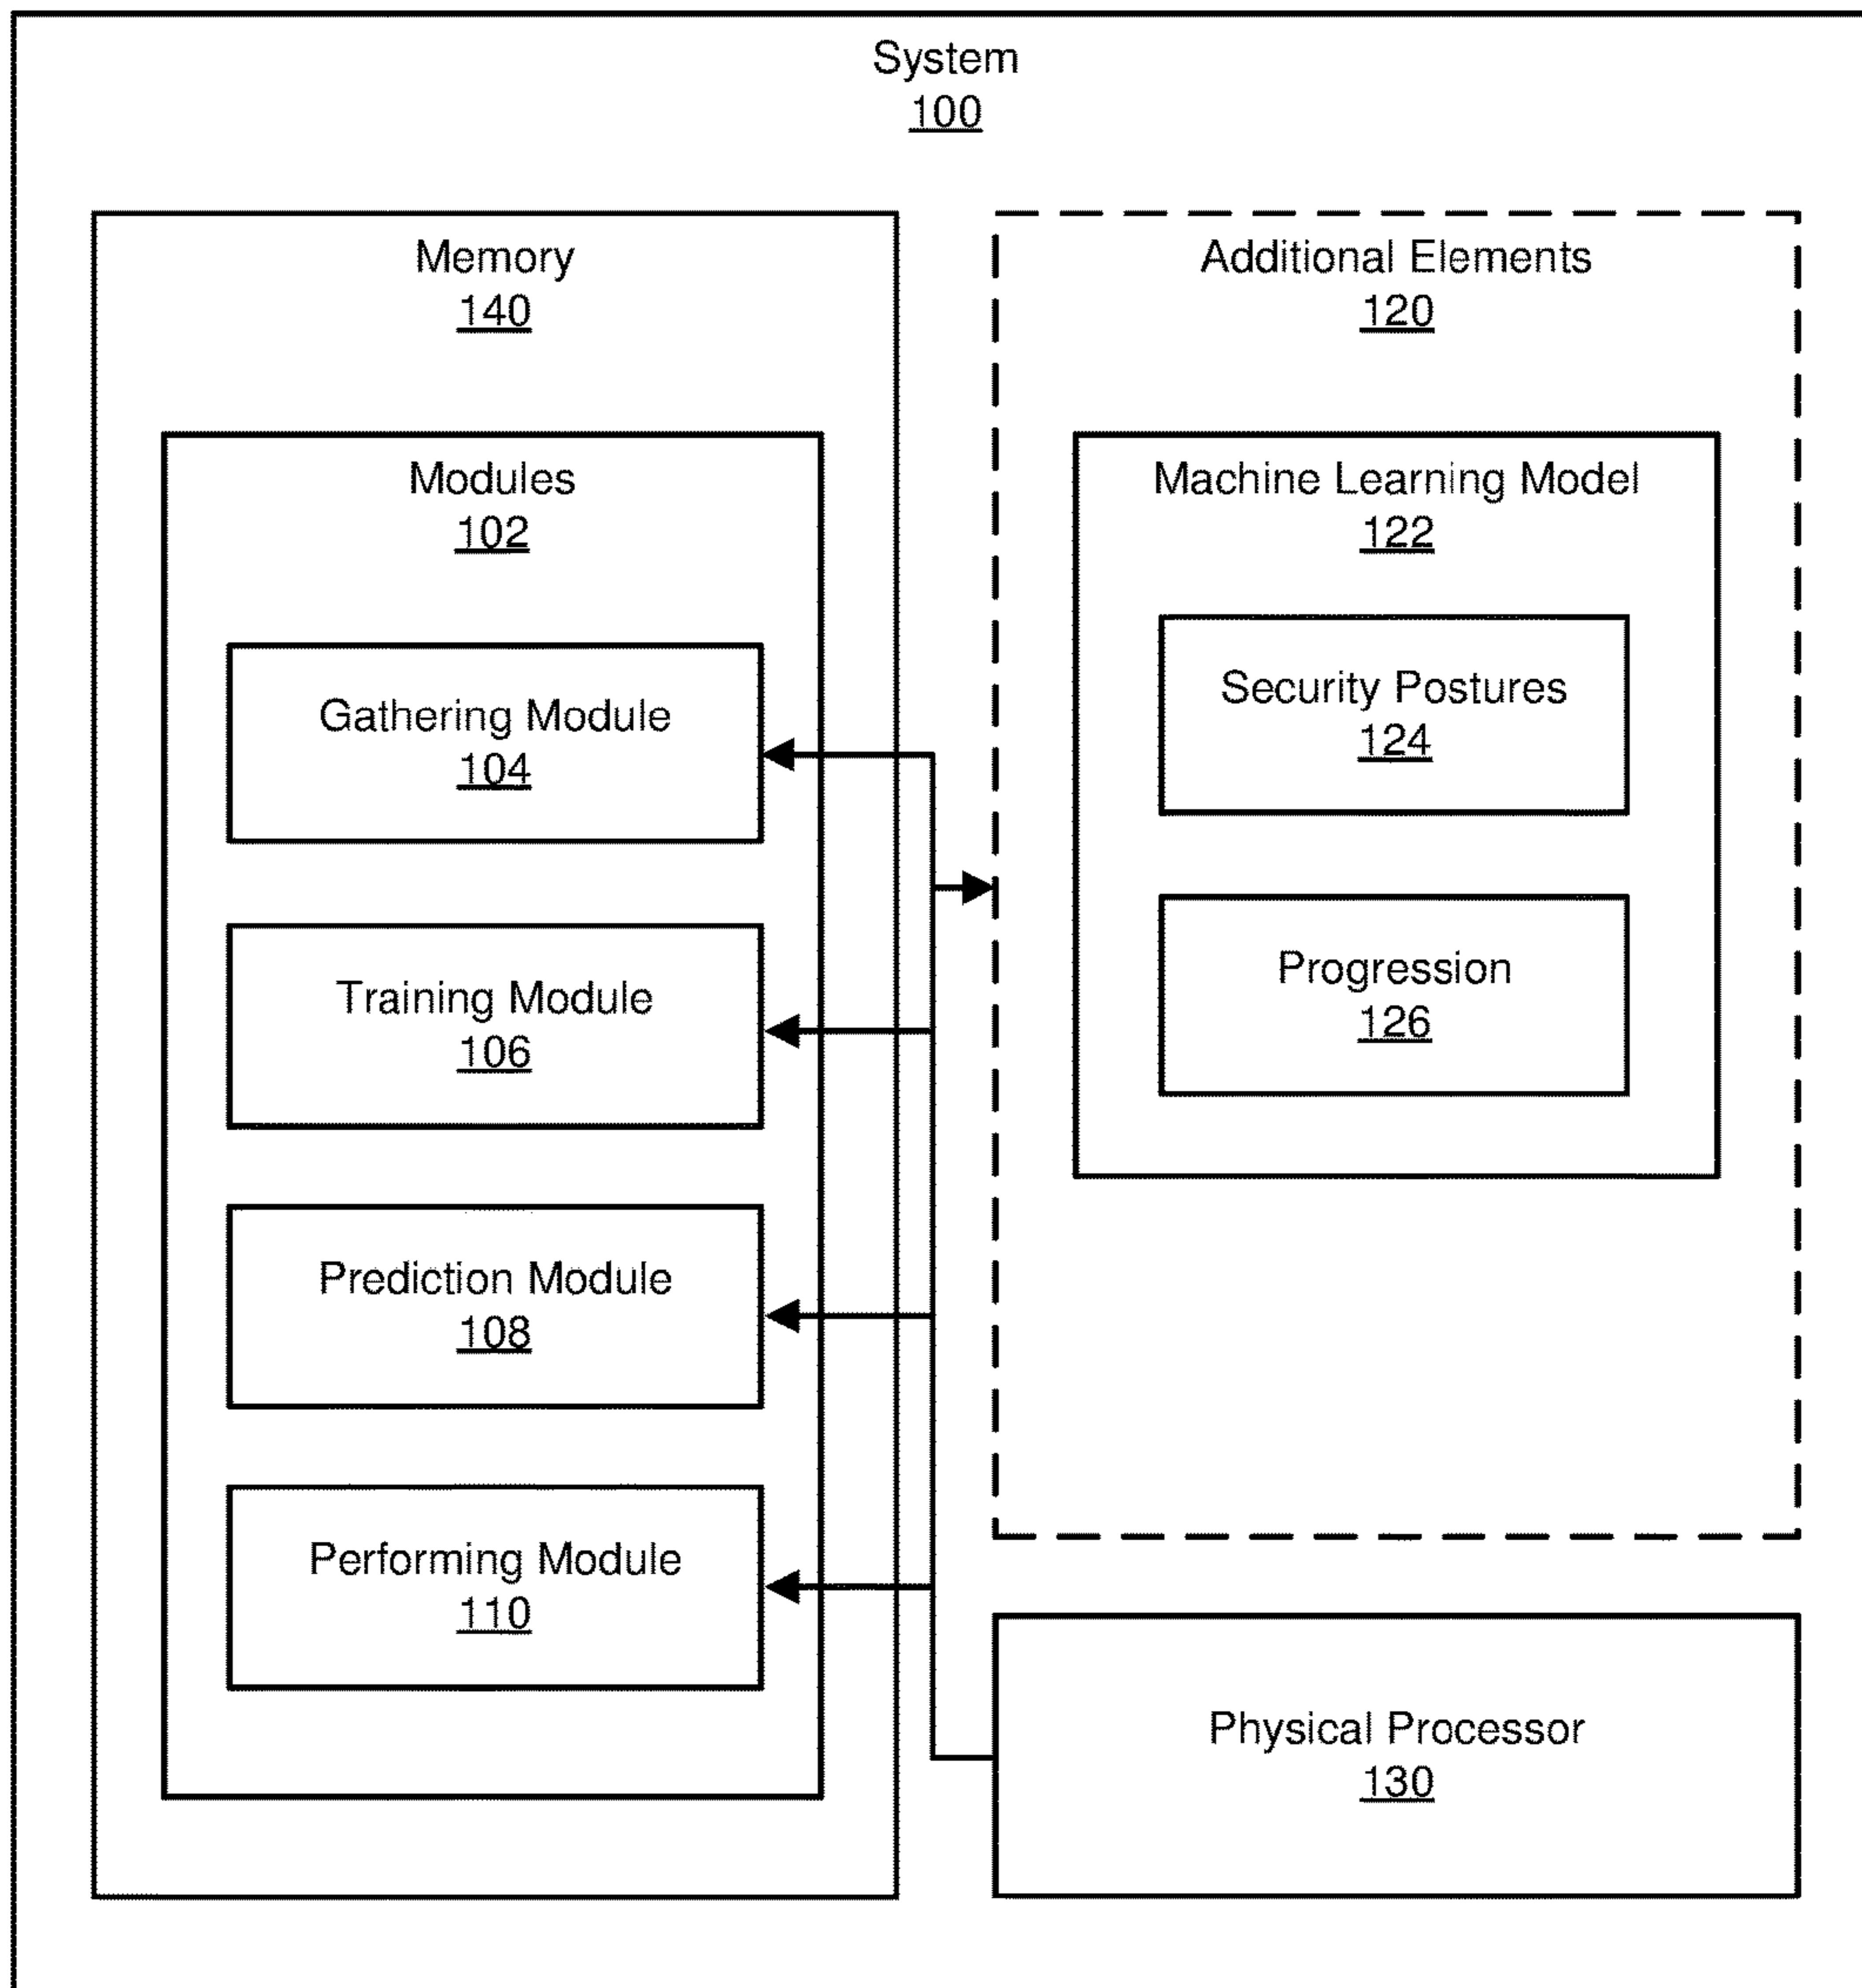 System
100
Memory
140
Modules
102
Gathering Module
104
Training Module
106
Prediction Module
108
Performing Module
110
Additional Elements
120
Machine Learning Model
122
Security Postures
124
Progression
126
Physical Processor
130